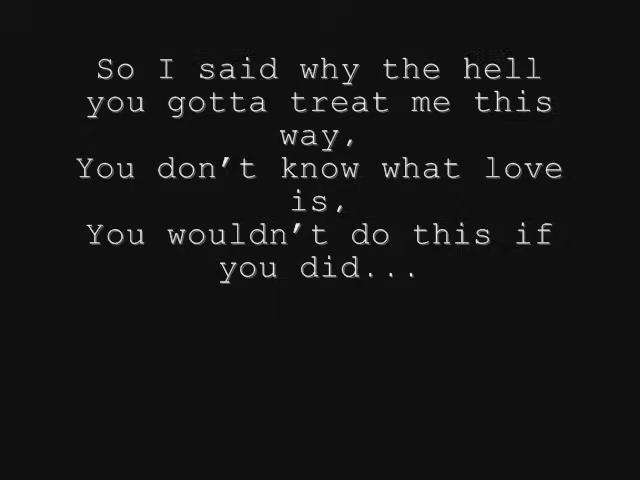 So I said why the hell
you gotta treat me this
way,
You don't know what love
is,
You wouldn't do this if
you did...